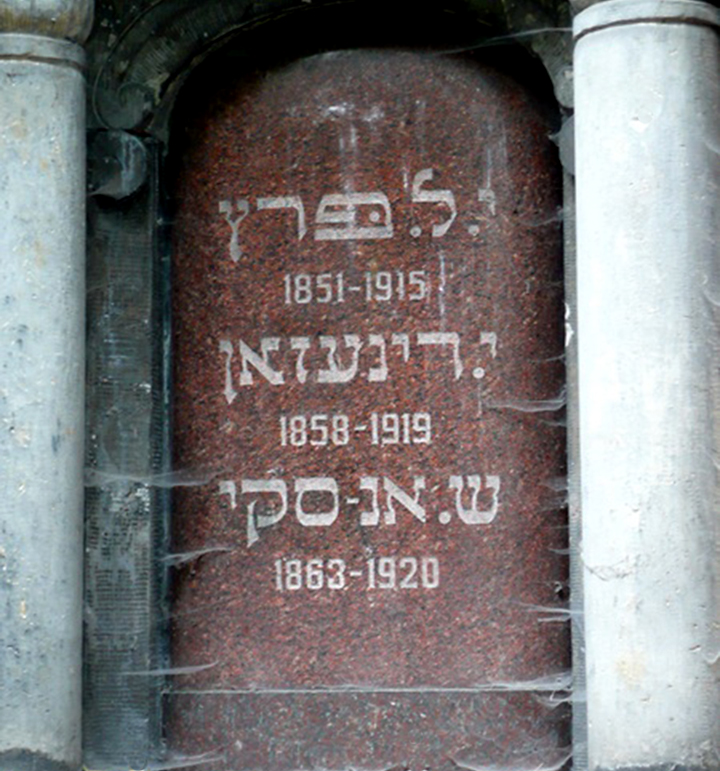 י. ל. פרץ
1851-1915
י. דינעזאן
1858-1919
ש. אנ-סקי
1863-1920